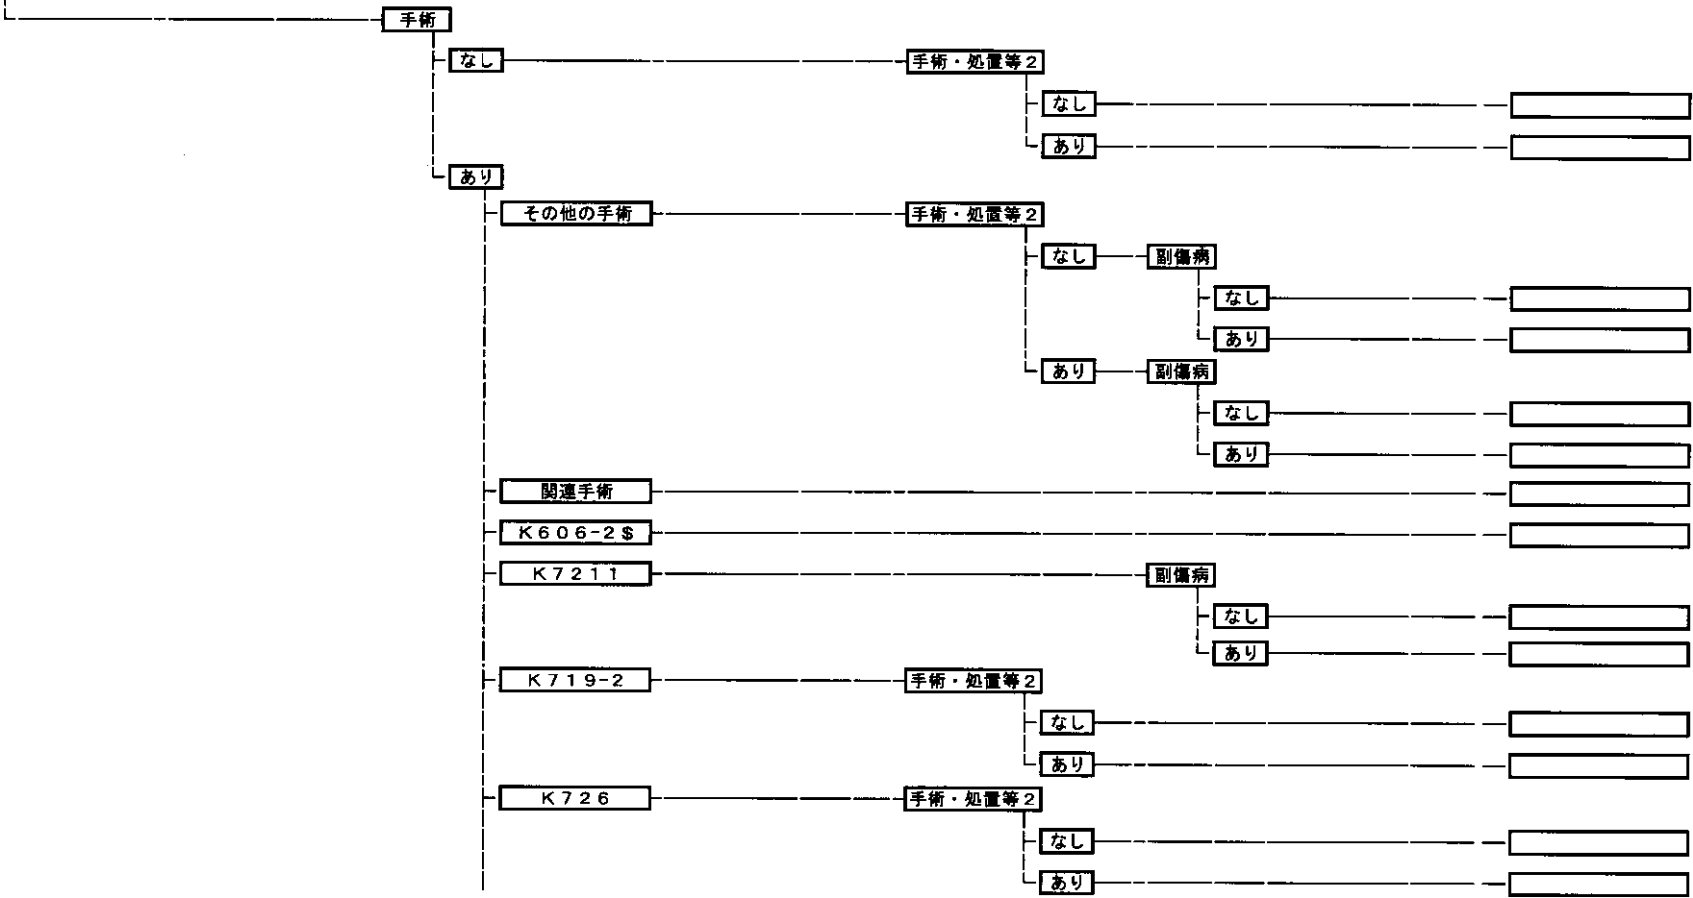 手術
なし 手術・処置等2
なし
あり
あり
その他の手術 手術・処置等2
なし 副傷病
なし
あり
あり 副傷病
なし
あり
関連手術
K606-2$
K7211 副傷病
なし
あり
K719-2 手術・処置等2
なし
あり
K726 手術・処置等2
なし
あり